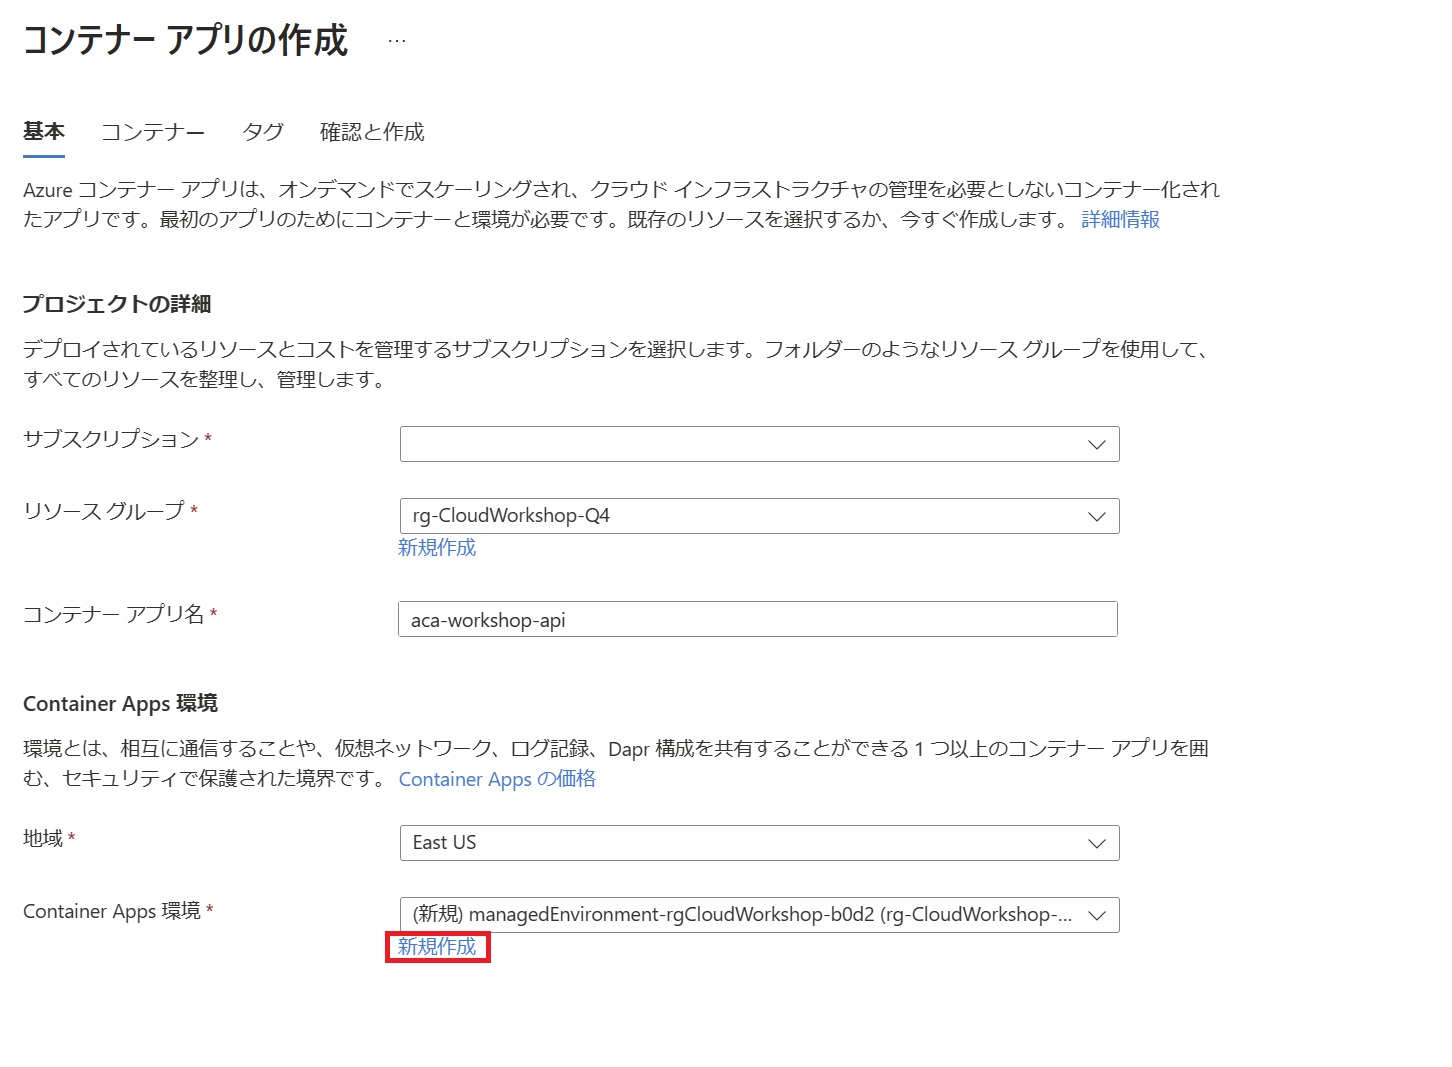 コンテナー アプリの作成 …
基本 コンテナー タグ 確認と作成
Azure コンテナー アプリは、オンデマンドでスケーリングされ、クラウド インフラストラクチャの管理を必要としないコンテナー化され
たアプリです。最初のアプリのためにコンテナーと環境が必要です。既存のリソースを選択するか、今すぐ作成します。 詳細情報
プロジェクトの詳細
デプロイされているリソースとコストを管理するサブスクリプションを選択します。フォルダーのようなリソース グループを使用して、
すべてのリソースを整理し、管理します。
サブスクリプション *
リソース グループ * rg-CloudWorkshop-Q4
新規作成
コンテナー アプリ名 * aca-workshop-api
Container Apps 環境
環境とは、相互に通信することや、仮想ネットワーク、ログ記録、Dapr 構成を共有することができる 1 つ以上のコンテナー アプリを囲
む、セキュリティで保護された境界です。 Container Apps の価格
地域 * East US
Container Apps 環境 * (新規) managedEnvironment-rgCloudWorkshop-b0d2 (rg-CloudWorkshop-...
新規作成